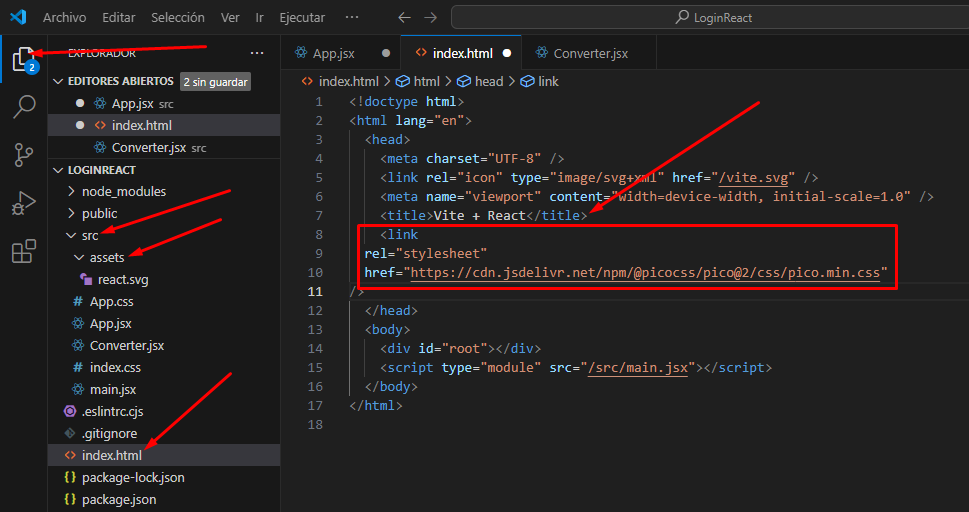 Archivo Editar Selección Ver Ir Ejecutar ··· LoginReact
EXPLORADOR ···
2
EDITORES ABIERTOS 2 sin guardar
App.jsx src
index.html
Converter.jsx src
LOGINREACT
node_modules
public
src
assets
react.svg
App.css
App.jsx
Converter.jsx
index.css
main.jsx
.eslintrc.cjs
.gitignore
index.html
package-lock.json
package.json
App.jsx index.html Converter.jsx
index.html > html > head > link
1 <!doctype html>
2 <html lang="en">
3 <head>
4 <meta charset="UTF-8" />
5 <link rel="icon" type="image/svg+xml" href="/vite.svg" />
6 <meta name="viewport" content="width=device-width, initial-scale=1.0" />
7 <title>Vite + React</title>
8 <link
9 rel="stylesheet"
10 href="https://cdn.jsdelivr.net/npm/@picocss/pico@2/css/pico.min.css"
11 />
12 </head>
13 <body>
14 <div id="root"></div>
15 <script type="module" src="/src/main.jsx"></script>
16 </body>
17 </html>
18